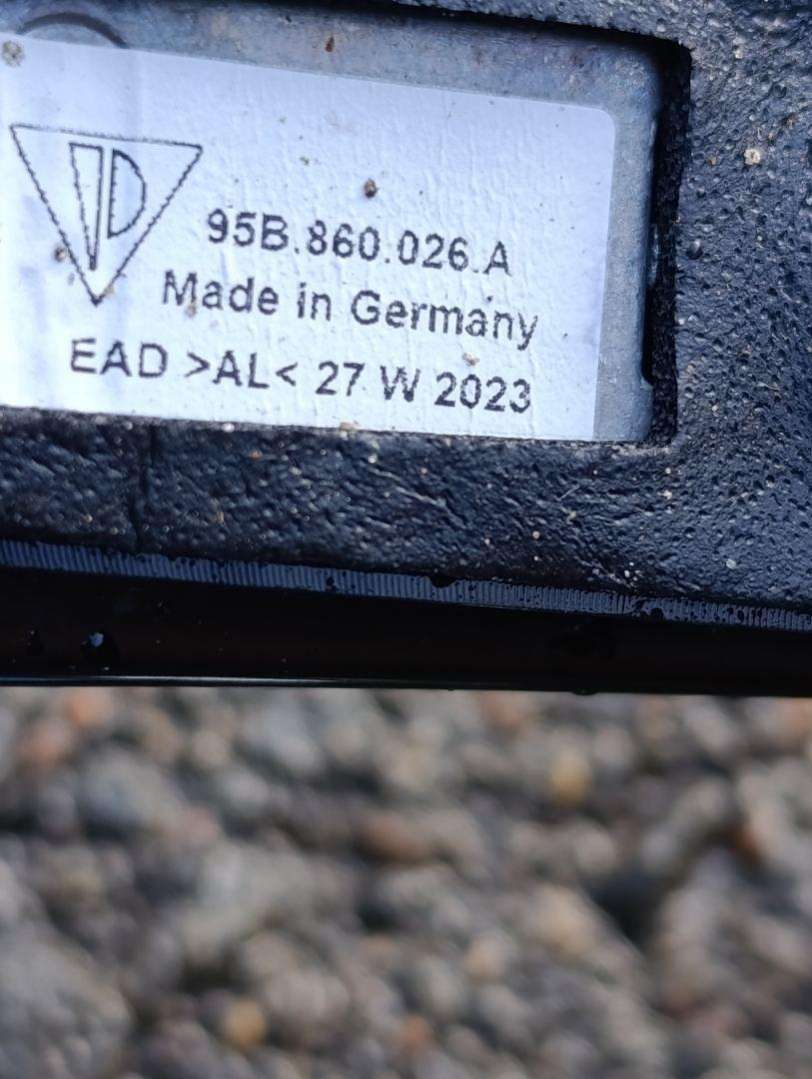 95B.860.026.A
Made in Germany
EAD >AL< 27 W 2023